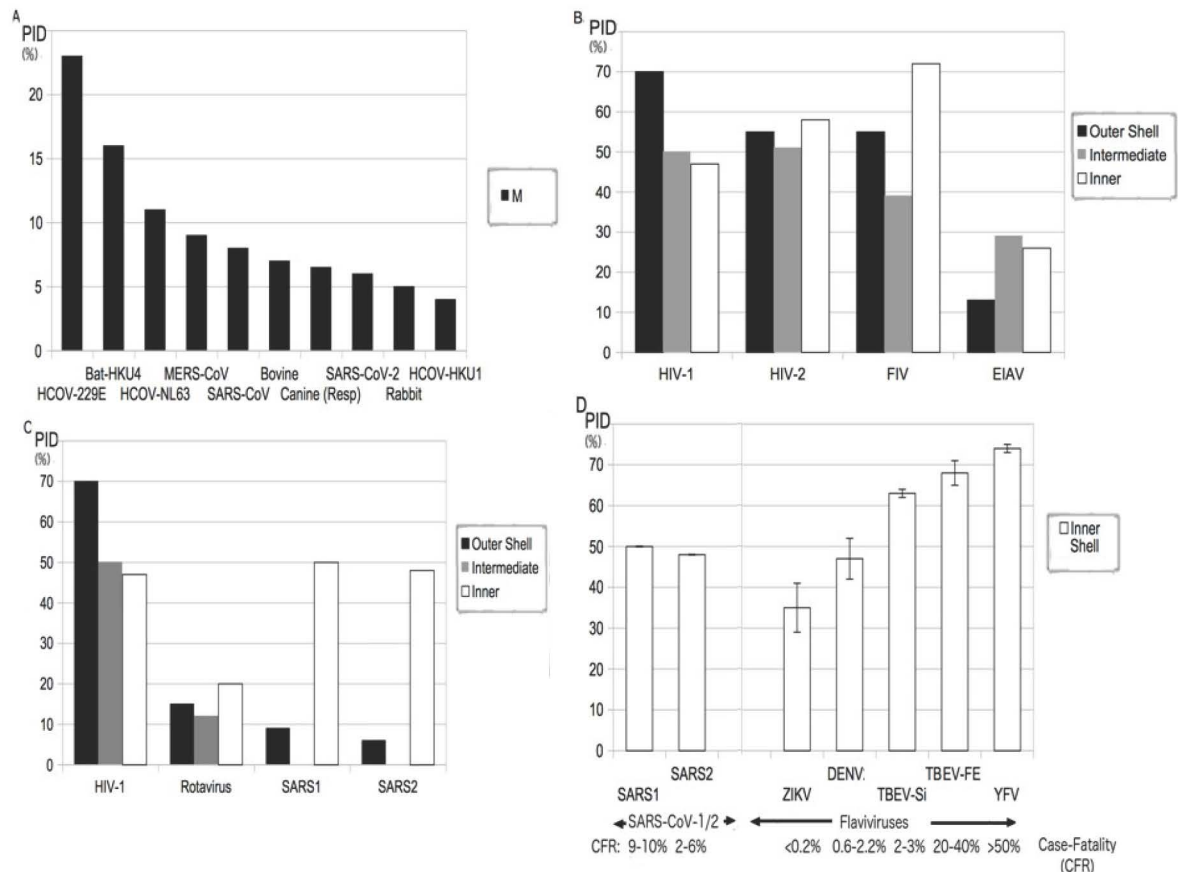 A
PID
(%)
20
15
10
5
0
Bat-HKU4 MERS-CoV Bovine SARS-CoV-2 HCOV-HKU1
HCOV-229E HCOV-NL63 SARS-CoV Canine (Resp) Rabbit
M
B
PID
(%)
70
60
50
40
30
20
10
0
HIV-1 HIV-2 FIV EIAV
Outer Shell
Intermediate
Inner
C
PID
(%)
70
60
50
40
30
20
10
0
HIV-1 Rotavirus SARS1 SARS2
Outer Shell
Intermediate
Inner
D
PID
(%)
70
60
50
40
30
20
10
0
SARS2 DENV TBEV-FE
SARS1 ZIKV TBEV-Si YFV
SARS-CoV-1/2 Flaviviruses
CFR: 9-10% 2-6% <0.2% 0.6-2.2% 2-3% 20-40% >50% Case-Fatality
(CFR)
Inner
Shell